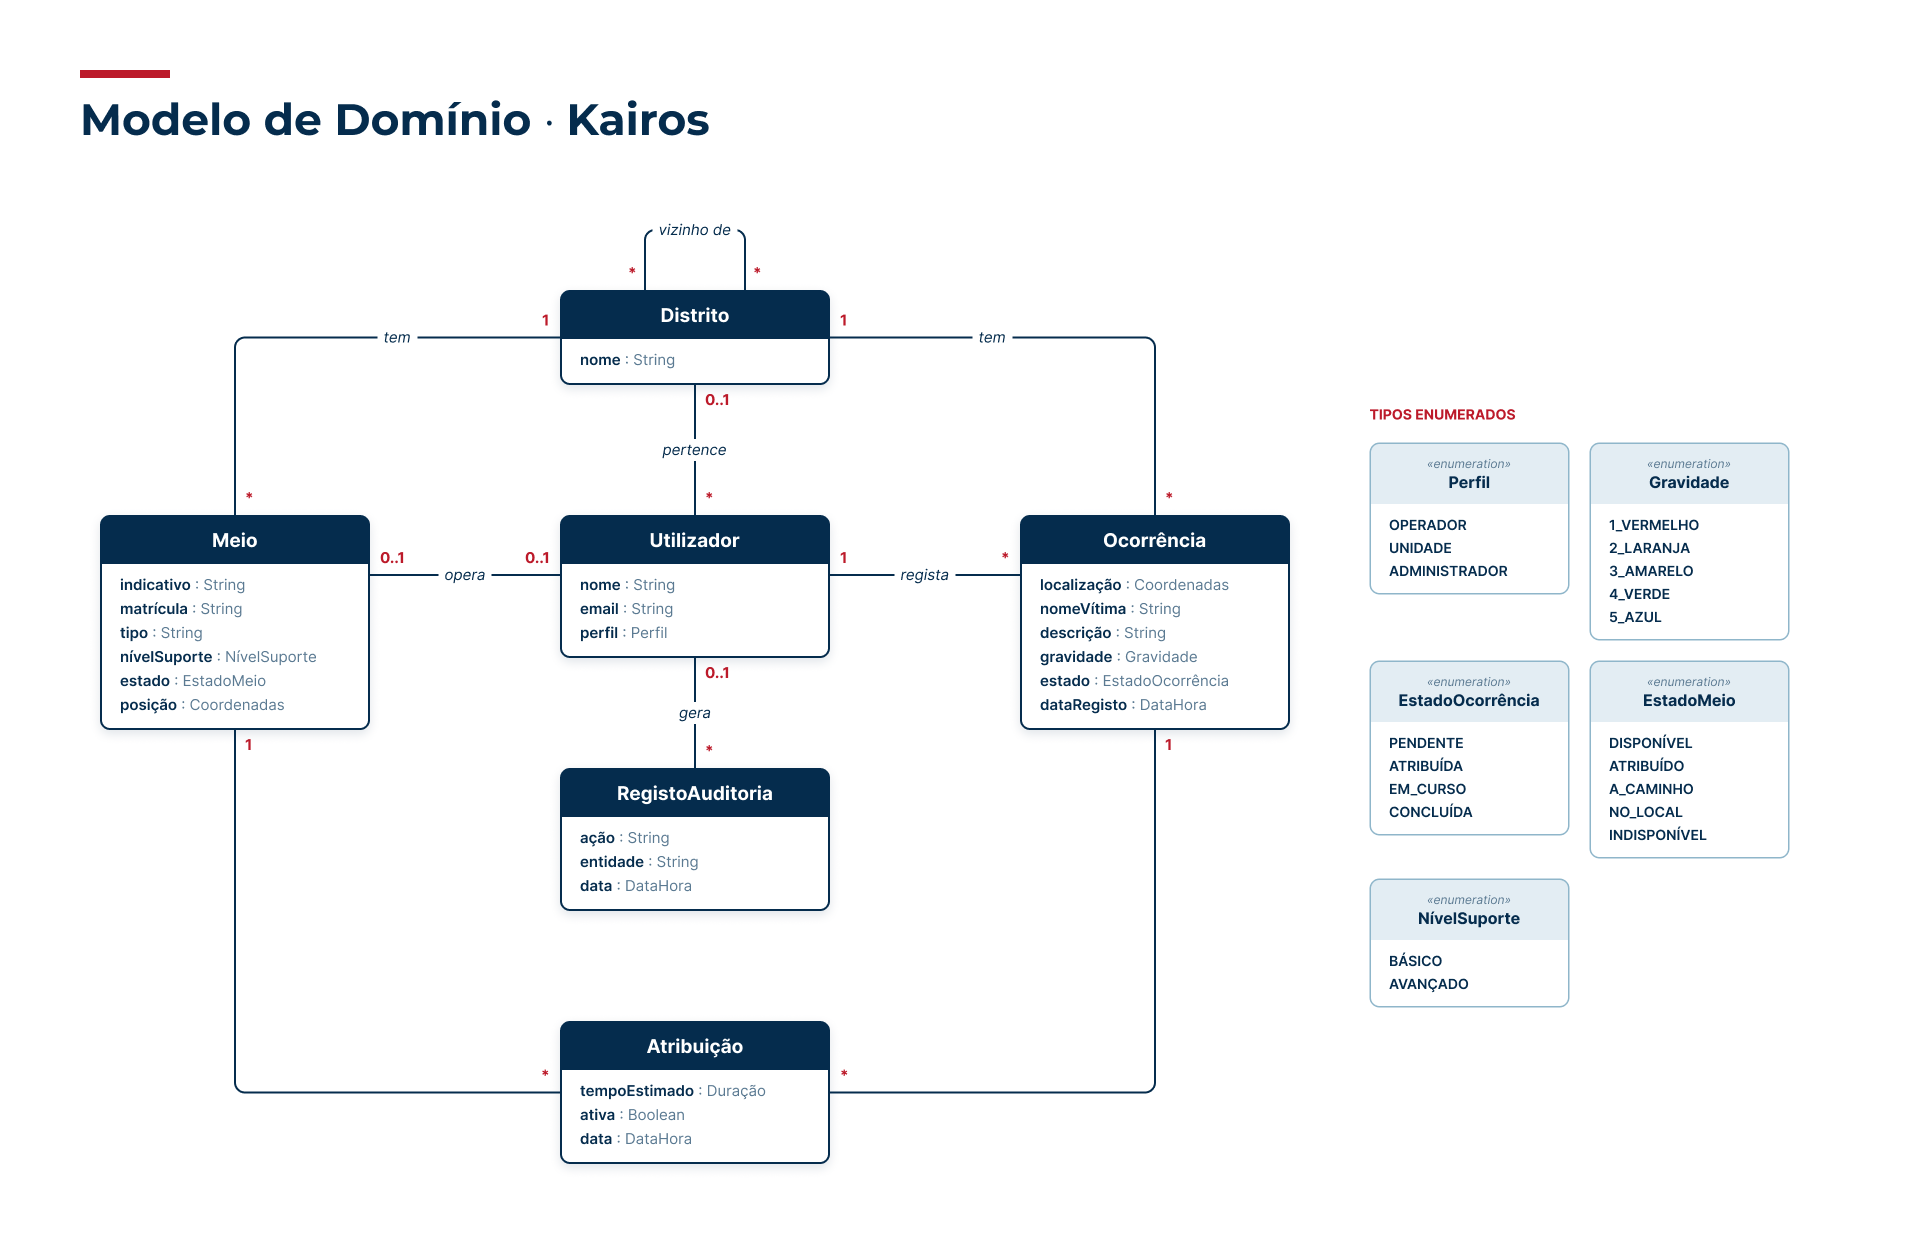 Modelo de Domínio · Kairos
vizinho de
*
*
Distrito
nome : String
1
1
tem
tem
0..1
pertence
*
*
*
Meio
indicativo : String
matrícula : String
tipo : String
nívelSuporte : NívelSuporte
estado : EstadoMeio
posição : Coordenadas
0..1
opera
0..1
Utilizador
nome : String
email : String
perfil : Perfil
1
regista
*
Ocorrência
localização : Coordenadas
nomeVítima : String
descrição : String
gravidade : Gravidade
estado : EstadoOcorrência
dataRegisto : DataHora
0..1
gera
*
1
1
RegistoAuditoria
ação : String
entidade : String
data : DataHora
Atribuição
tempoEstimado : Duração
ativa : Boolean
data : DataHora
*
*
TIPOS ENUMERADOS
«enumeration»
Perfil
OPERADOR
UNIDADE
ADMINISTRADOR
«enumeration»
Gravidade
1_VERMELHO
2_LARANJA
3_AMARELO
4_VERDE
5_AZUL
«enumeration»
EstadoOcorrência
PENDENTE
ATRIBUÍDA
EM_CURSO
CONCLUÍDA
«enumeration»
EstadoMeio
DISPONÍVEL
ATRIBUÍDO
A_CAMINHO
NO_LOCAL
INDISPONÍVEL
«enumeration»
NívelSuporte
BÁSICO
AVANÇADO